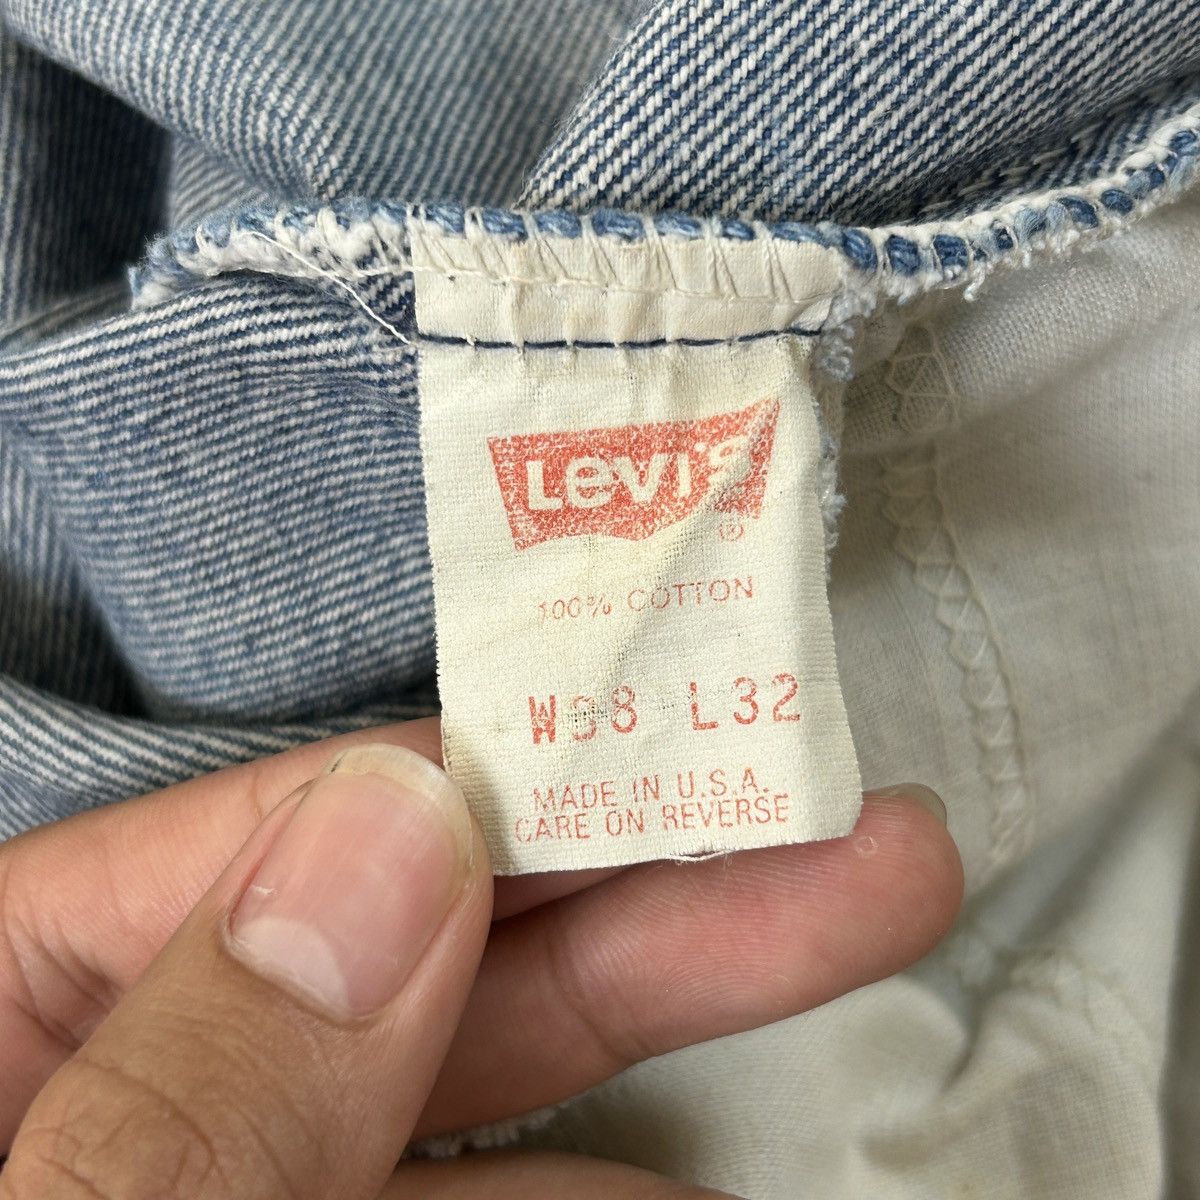 Levi's
®
100% COTTON
W38 L32
MADE IN U.S.A.
CARE ON REVERSE